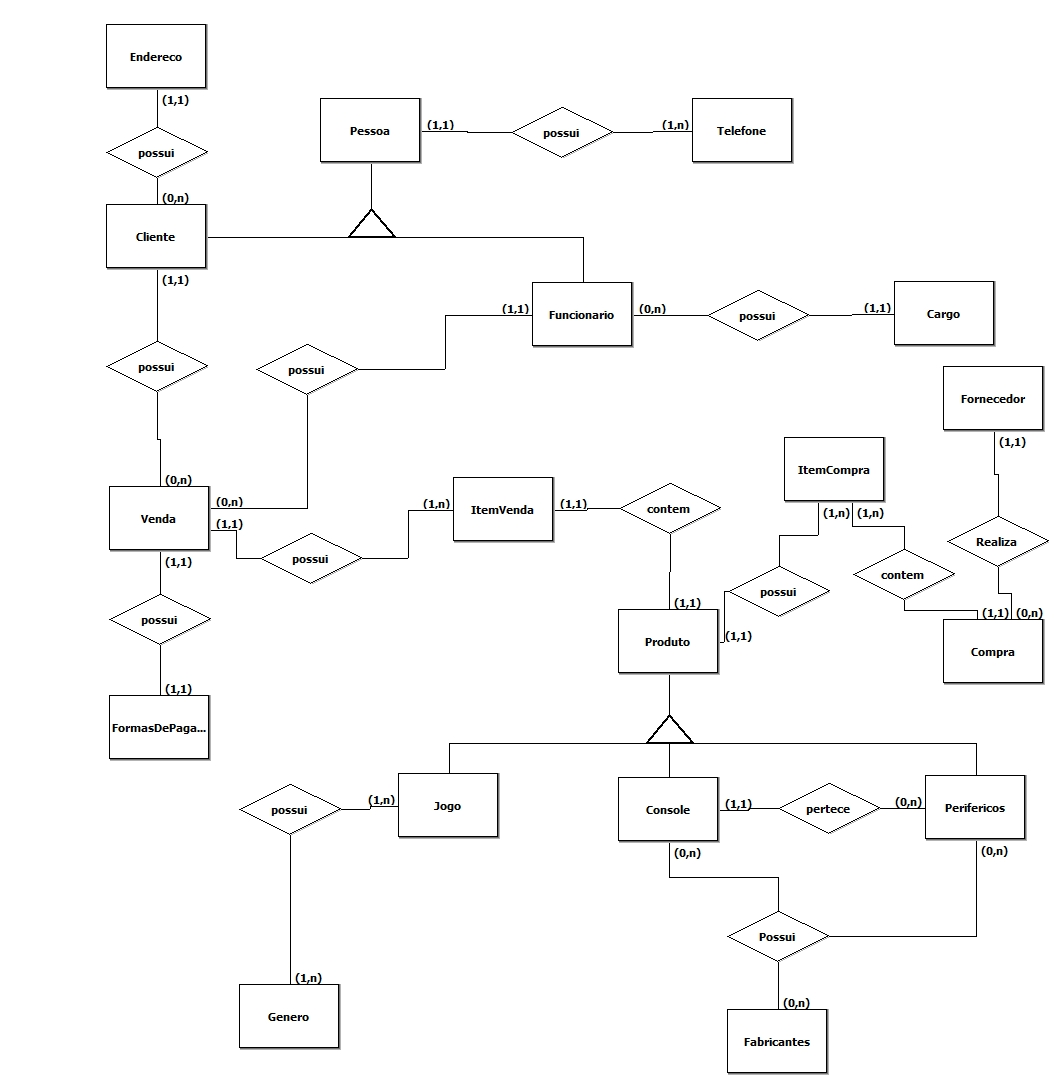 Endereco
(1,1)
possui
(0,n)
Cliente
(1,1)
Pessoa
(1,1)
possui
(1,n)
Telefone
(1,1)
Funcionario
(0,n)
possui
(1,1)
Cargo
possui
possui
(0,n)
Venda
(0,n)
(1,1)
(1,1)
possui
(1,n)
ItemVenda
(1,1)
contem
(1,1)
Produto
(1,1)
possui
ItemCompra
(1,n)
(1,n)
contem
Fornecedor
(1,1)
Realiza
(1,1)
(0,n)
Compra
possui
(1,1)
FormasDePaga...
possui
(1,n)
Jogo
Console
(1,1)
pertece
(0,n)
Perifericos
(0,n)
(0,n)
Possui
(1,n)
Genero
(0,n)
Fabricantes